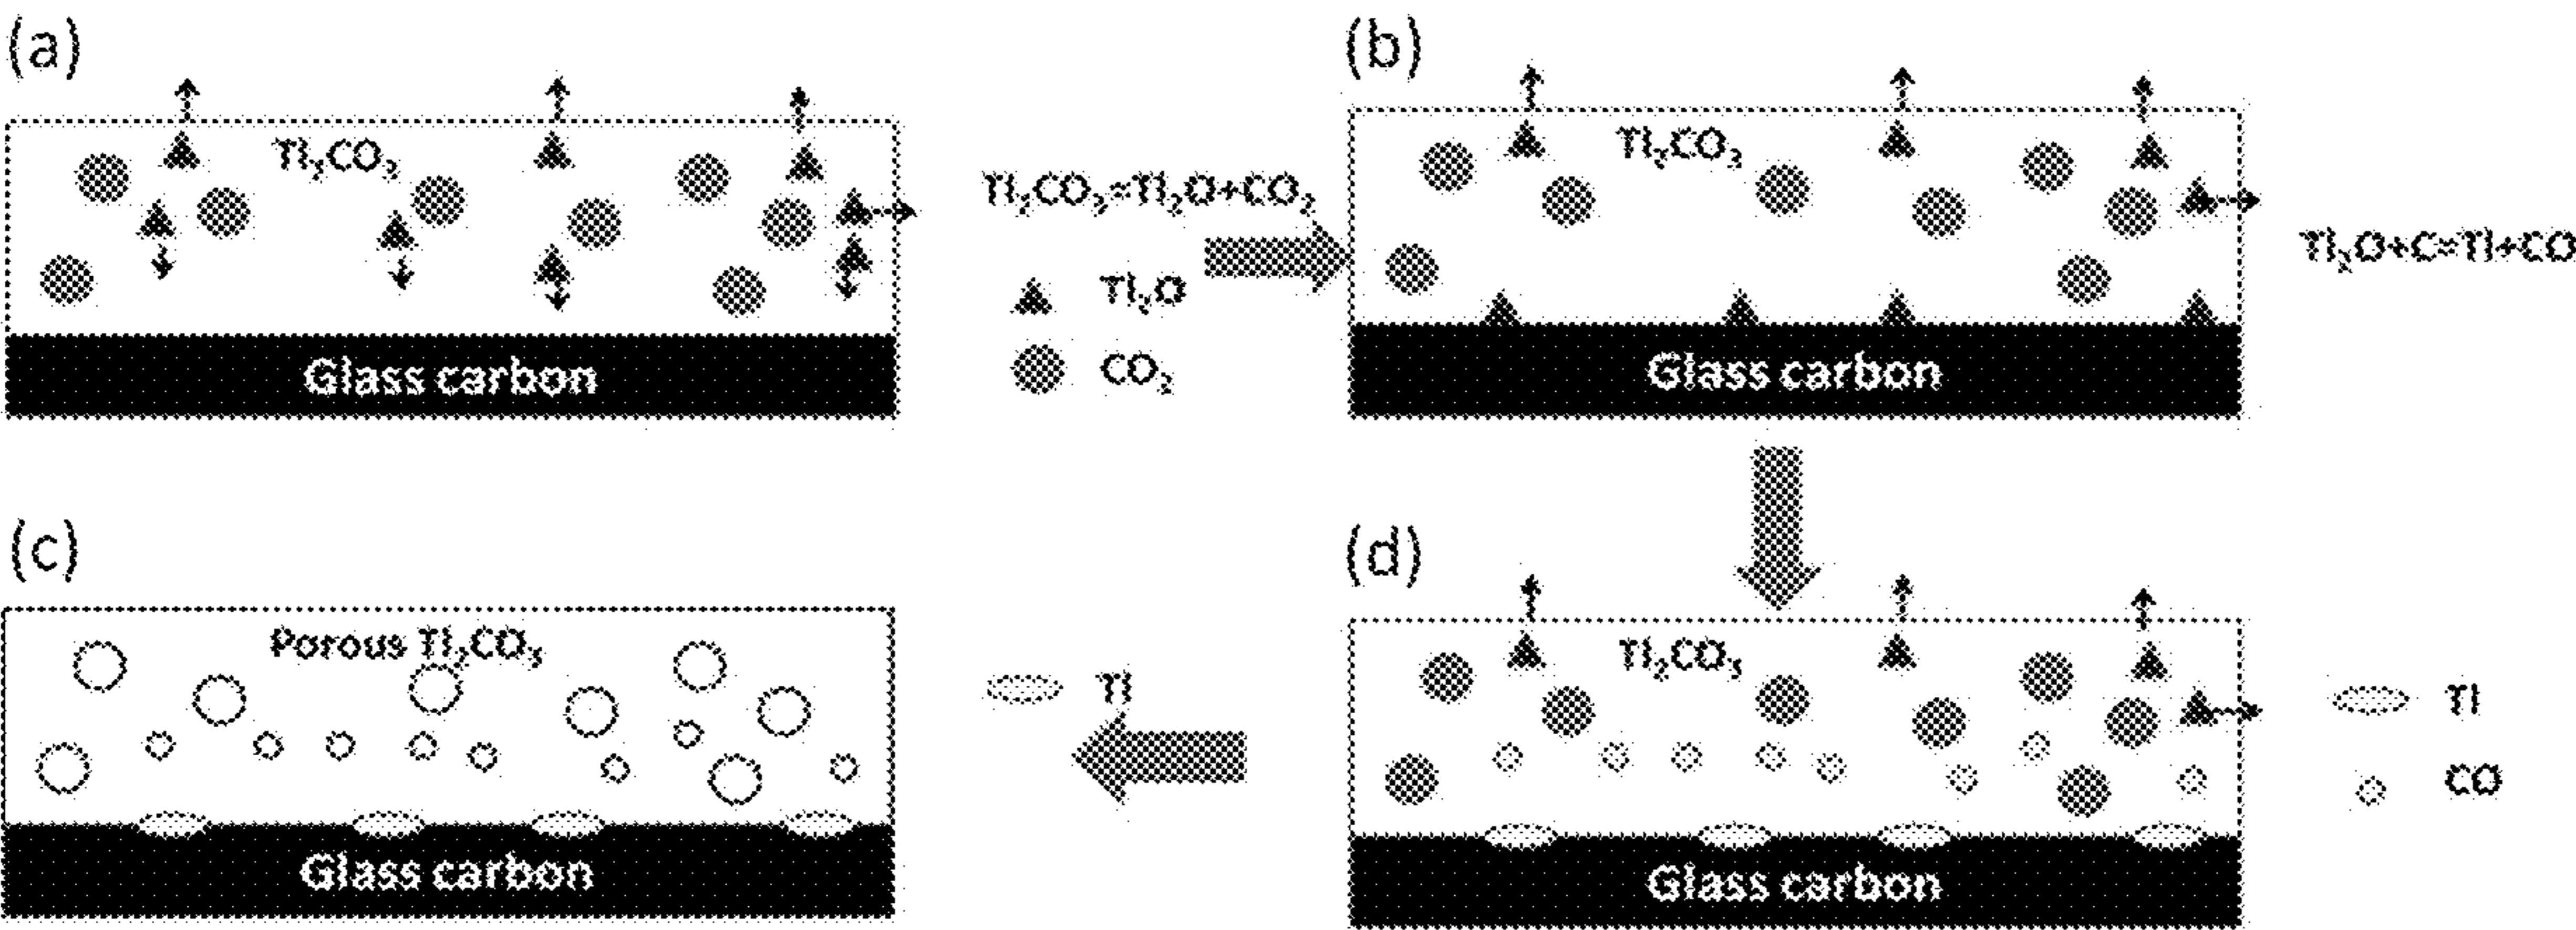 (a)
Tl₂CO₃
Glass carbon
Tl₂CO₃=Tl₂O+CO₂
Tl₂O
CO₂
(b)
Tl₂CO₃
Glass carbon
Tl₂O+C=Tl+CO
(c)
Porous Tl₂CO₃
Glass carbon
Tl
(d)
Tl₂CO₃
Glass carbon
Tl
CO